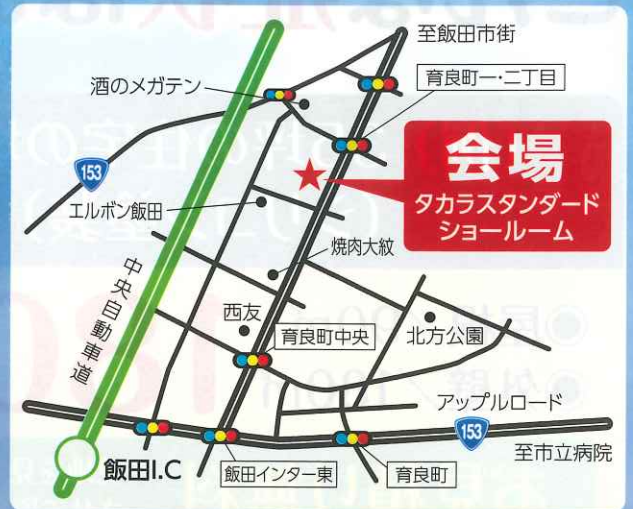 至飯田市街
酒のメガテン
育良町一・二丁目
会場
タカラスタンダード
ショールーム
153
エルボン飯田
焼肉大紋
中央自動車道
西友
育良町中央
北方公園
アップルロード
153
至市立病院
飯田I.C
飯田インター東
育良町